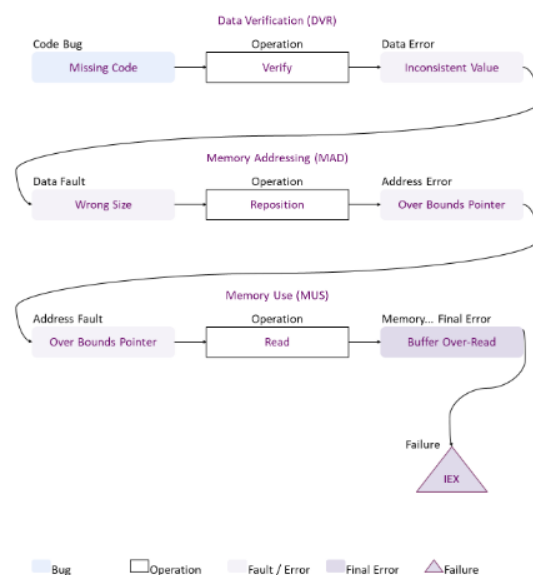 Data Verification (DVR)
Code Bug Operation Data Error
Missing Code Verify Inconsistent Value
Memory Addressing (MAD)
Data Fault Operation Address Error
Wrong Size Reposition Over Bounds Pointer
Memory Use (MUS)
Address Fault Operation Memory... Final Error
Over Bounds Pointer Read Buffer Over-Read
Failure
IEX
Bug Operation Fault / Error Final Error Failure